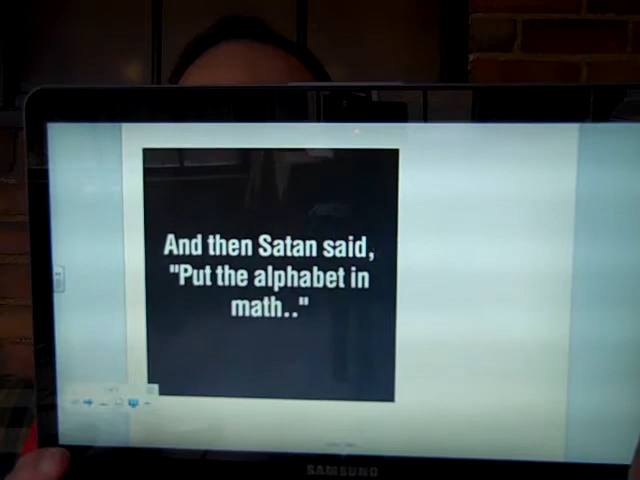 And then Satan said,
"Put the alphabet in
math.."
SAMSUNG